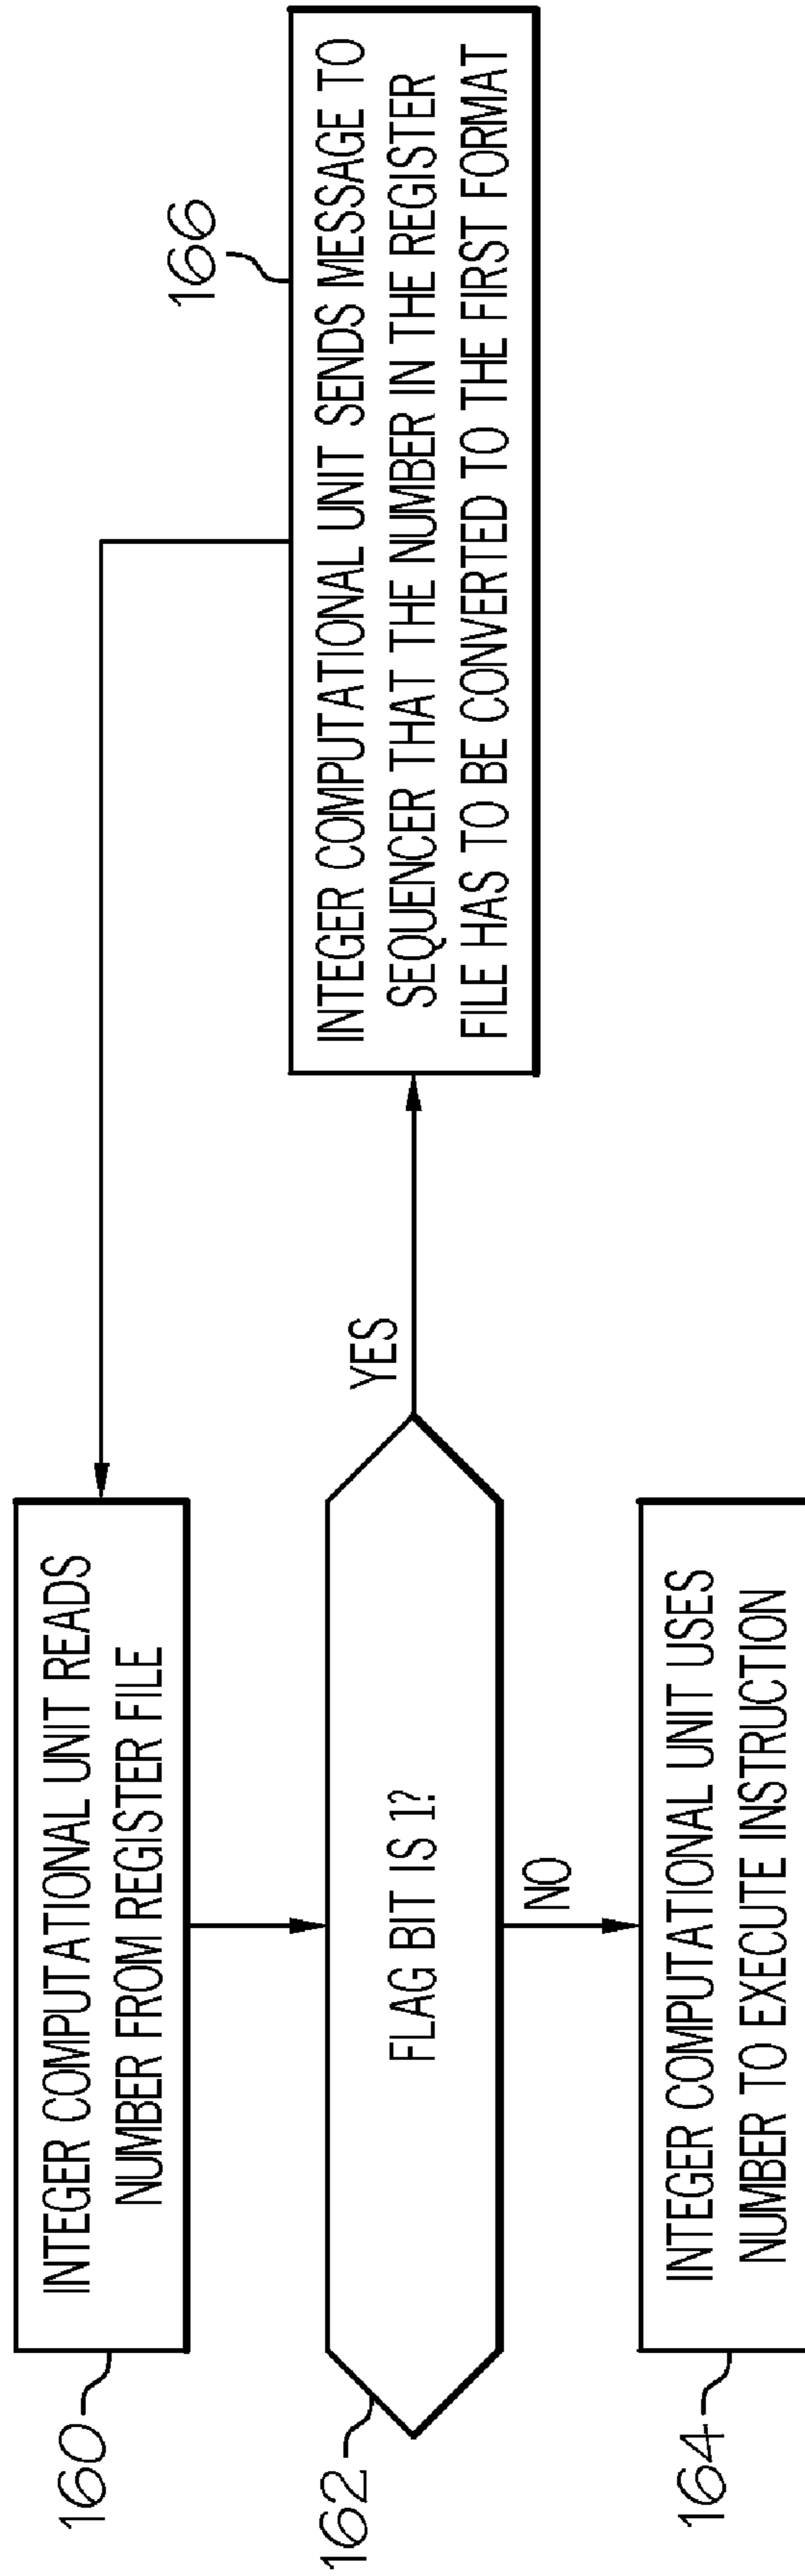 160
INTEGER COMPUTATIONAL UNIT READS
NUMBER FROM REGISTER FILE
162
FLAG BIT IS 1?
YES
NO
166
INTEGER COMPUTATIONAL UNIT SENDS MESSAGE TO
SEQUENCER THAT THE NUMBER IN THE REGISTER
FILE HAS TO BE CONVERTED TO THE FIRST FORMAT
164
INTEGER COMPUTATIONAL UNIT USES
NUMBER TO EXECUTE INSTRUCTION